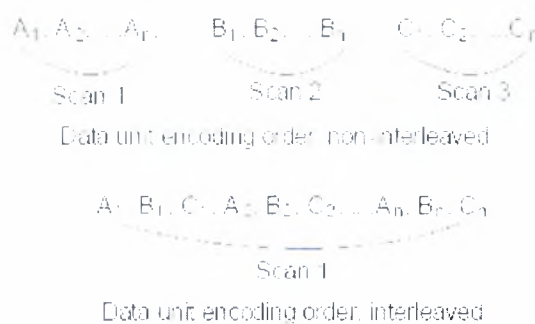 A₁, A₂, ... Aₙ, B₁, B₂, ... Bₙ C₁, C₂, ... Cₙ
Scan 1 Scan 2 Scan 3
Data unit encoding order, non-interleaved
A₁, B₁, C₁, A₂, B₂, C₂, ... Aₙ, Bₙ, Cₙ
Scan 1
Data unit encoding order, interleaved